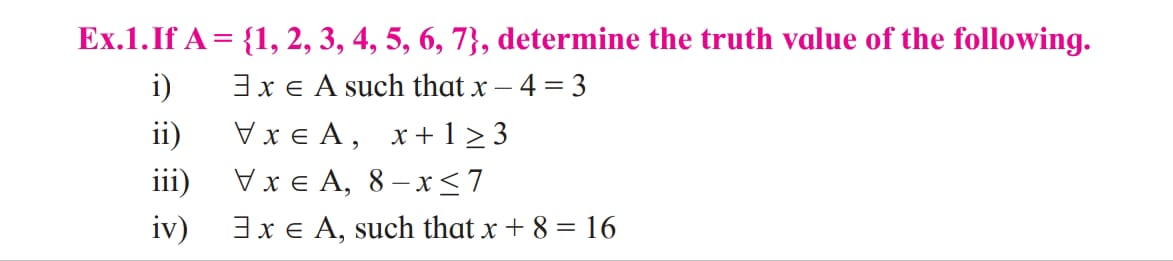 Ex.1.If A = {1, 2, 3, 4, 5, 6, 7}, determine the truth value of the following.
i) ∃ x ∈ A such that x – 4 = 3
ii) ∀ x ∈ A , x + 1 ≥ 3
iii) ∀ x ∈ A, 8 – x ≤ 7
iv) ∃ x ∈ A, such that x + 8 = 16